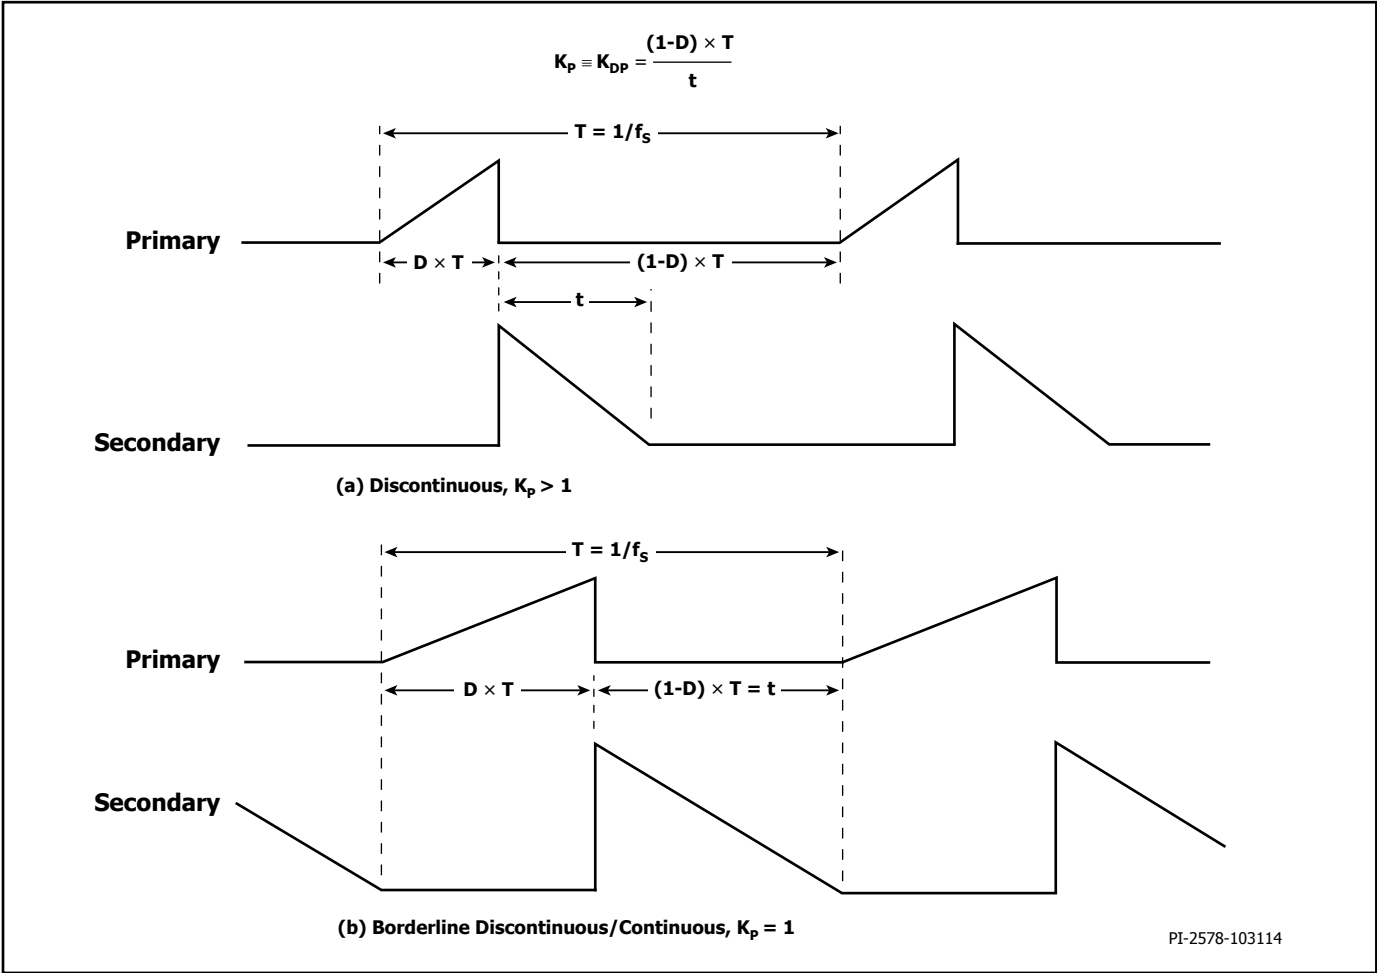 K_P ≡ K_DP = (1-D) × T / t
T = 1/f_S
Primary
D × T
(1-D) × T
t
Secondary
(a) Discontinuous, K_P > 1
T = 1/f_S
Primary
D × T
(1-D) × T = t
Secondary
(b) Borderline Discontinuous/Continuous, K_P = 1
PI-2578-103114